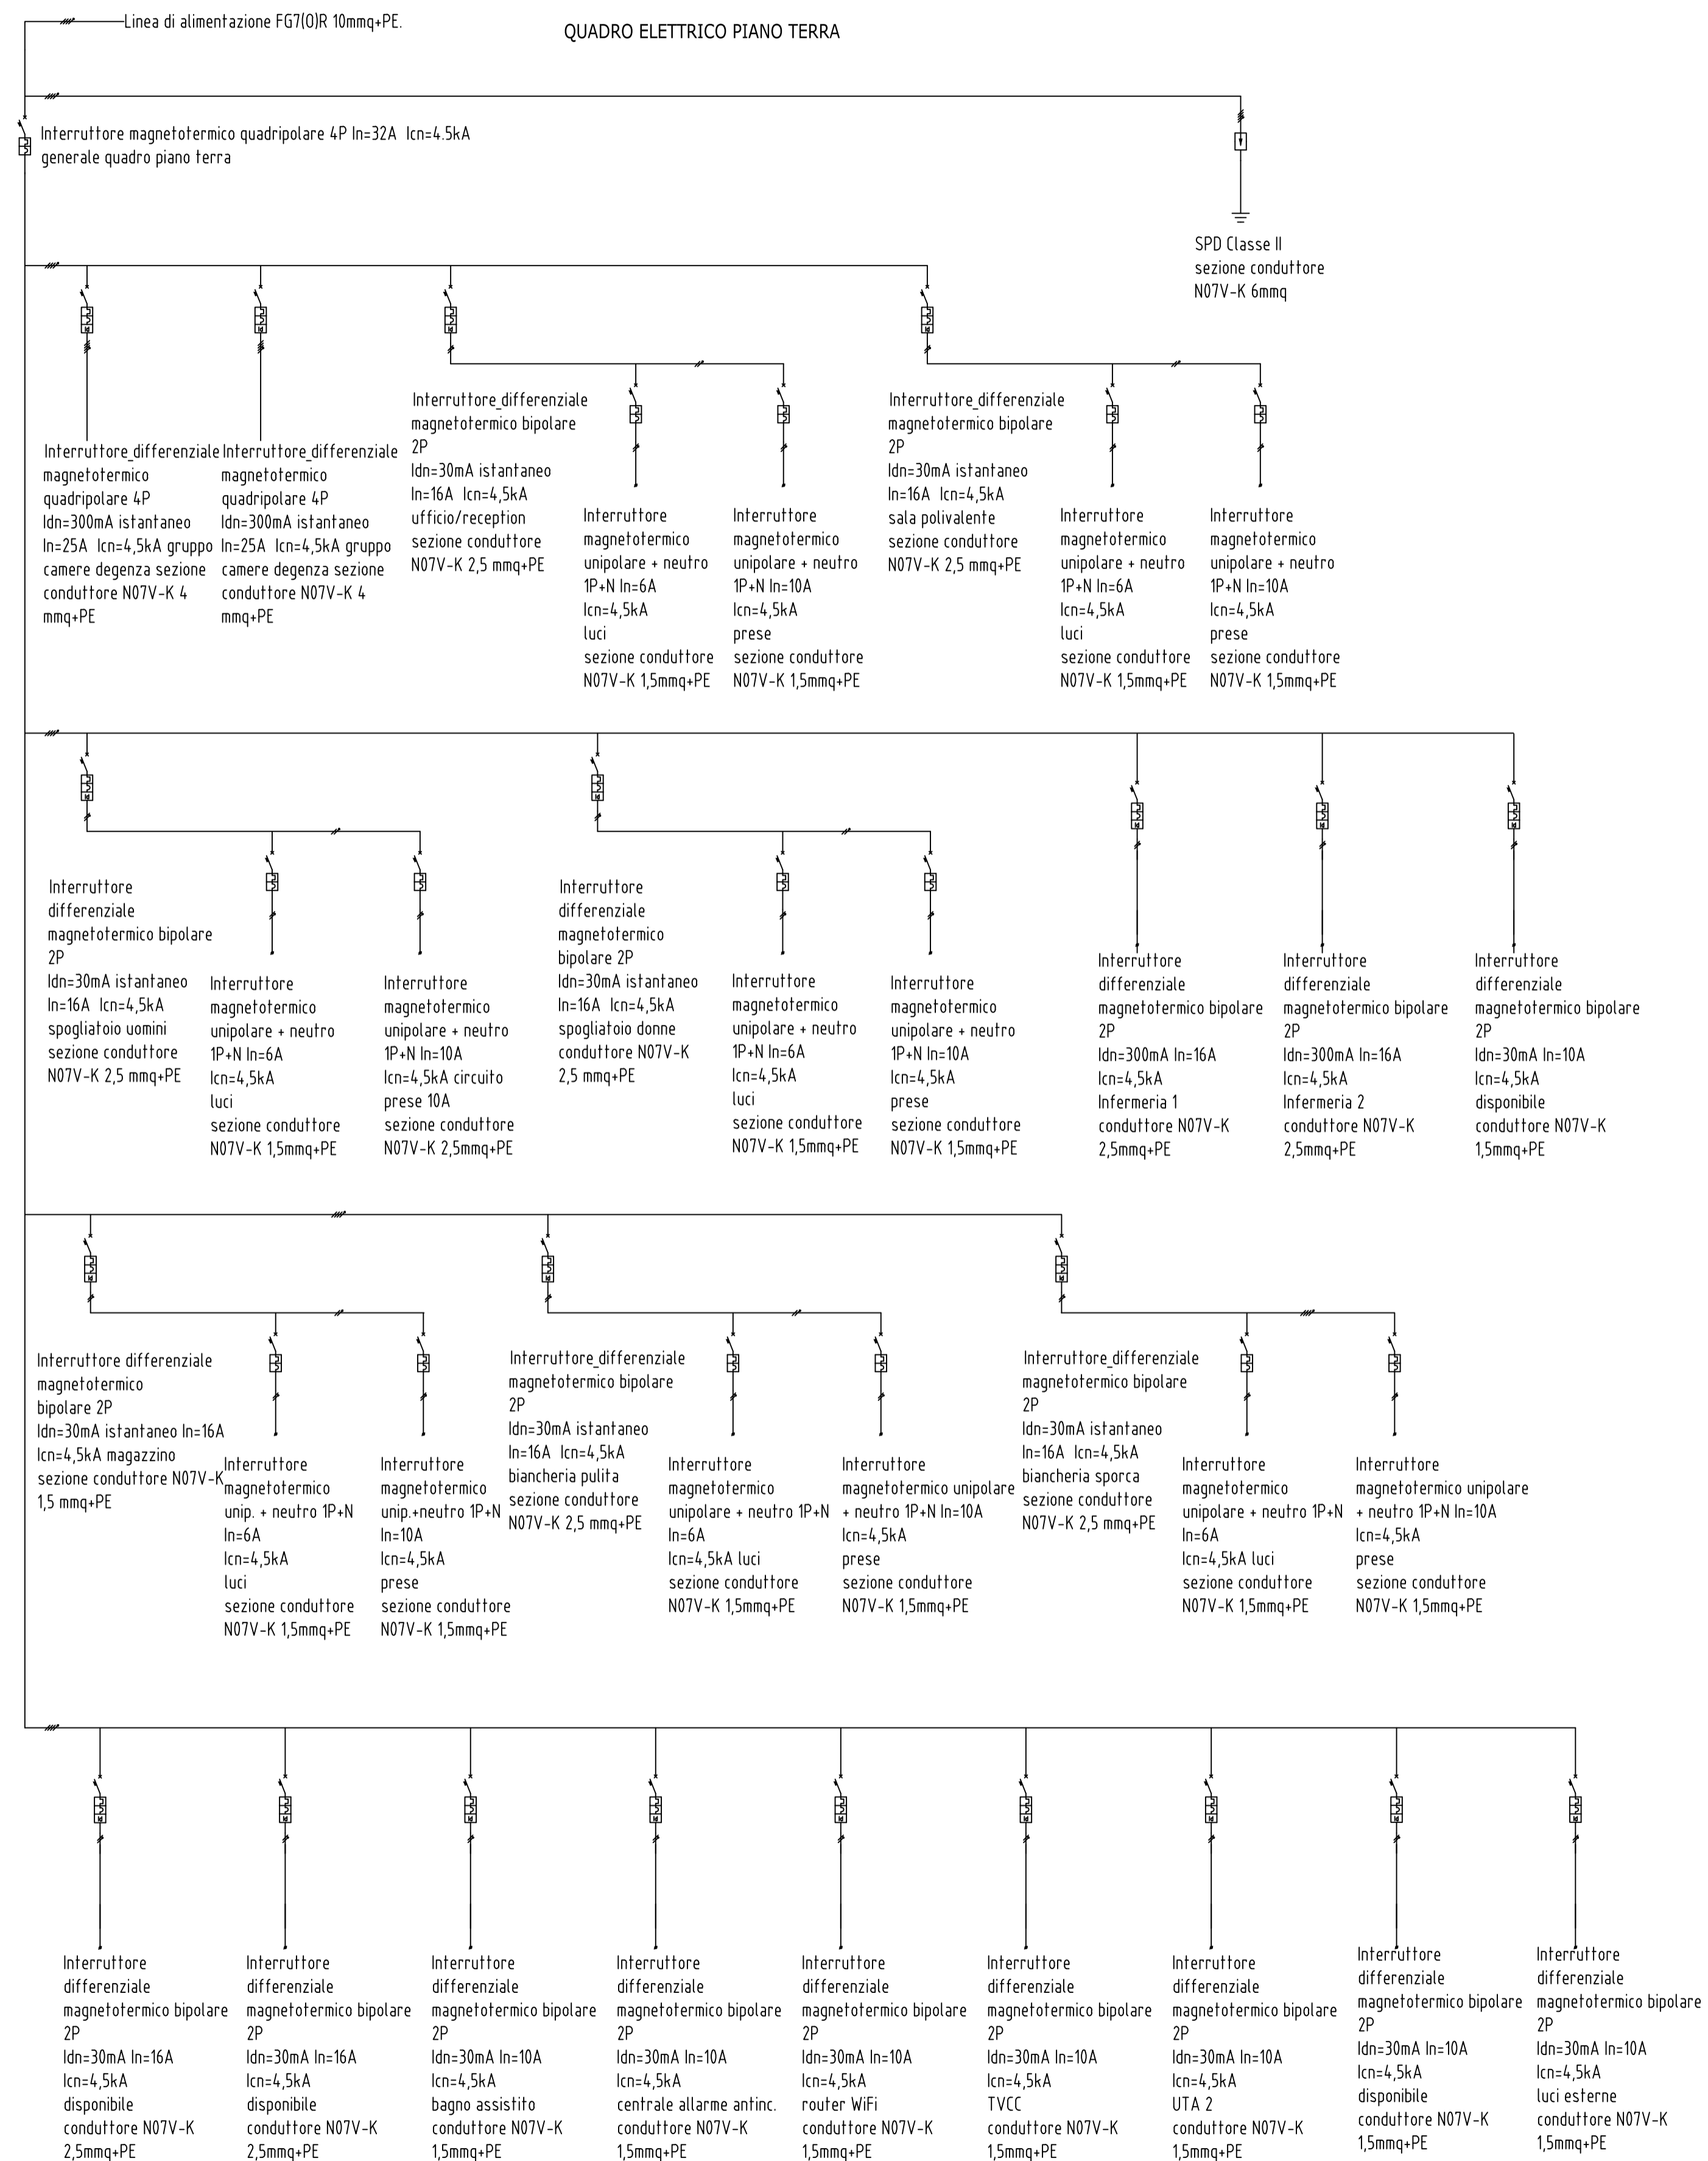 Linea di alimentazione FG7(O)R 10mmq+PE.
QUADRO ELETTRICO PIANO TERRA
Interruttore magnetotermico quadripolare 4P In=32A Icn=4.5kA
generale quadro piano terra
SPD Classe II
sezione conduttore
N07V-K 6mmq
Interruttore_differenziale
magnetotermico
quadripolare 4P
Idn=300mA istantaneo
In=25A Icn=4,5kA gruppo
camere degenza sezione
conduttore N07V-K 4
mmq+PE
Interruttore_differenziale
magnetotermico
quadripolare 4P
Idn=300mA istantaneo
In=25A Icn=4,5kA gruppo
camere degenza sezione
conduttore N07V-K 4
mmq+PE
Interruttore_differenziale
magnetotermico bipolare
2P
Idn=30mA istantaneo
In=16A Icn=4,5kA
ufficio/reception
sezione conduttore
N07V-K 2,5 mmq+PE
Interruttore
magnetotermico
unipolare + neutro
1P+N In=6A
Icn=4,5kA
luci
sezione conduttore
N07V-K 1,5mmq+PE
Interruttore
magnetotermico
unipolare + neutro
1P+N In=10A
Icn=4,5kA
prese
sezione conduttore
N07V-K 1,5mmq+PE
Interruttore_differenziale
magnetotermico bipolare
2P
Idn=30mA istantaneo
In=16A Icn=4,5kA
sala polivalente
sezione conduttore
N07V-K 2,5 mmq+PE
Interruttore
magnetotermico
unipolare + neutro
1P+N In=6A
Icn=4,5kA
luci
sezione conduttore
N07V-K 1,5mmq+PE
Interruttore
magnetotermico
unipolare + neutro
1P+N In=10A
Icn=4,5kA
prese
sezione conduttore
N07V-K 1,5mmq+PE
Interruttore
differenziale
magnetotermico bipolare
2P
Idn=30mA istantaneo
In=16A Icn=4,5kA
spogliatoio uomini
sezione conduttore
N07V-K 2,5 mmq+PE
Interruttore
magnetotermico
unipolare + neutro
1P+N In=6A
Icn=4,5kA
luci
sezione conduttore
N07V-K 1,5mmq+PE
Interruttore
magnetotermico
unipolare + neutro
1P+N In=10A
Icn=4,5kA circuito
prese 10A
sezione conduttore
N07V-K 2,5mmq+PE
Interruttore
differenziale
magnetotermico
bipolare 2P
Idn=30mA istantaneo
In=16A Icn=4,5kA
spogliatoio donne
conduttore N07V-K
2,5 mmq+PE
Interruttore
magnetotermico
unipolare + neutro
1P+N In=6A
Icn=4,5kA
luci
sezione conduttore
N07V-K 1,5mmq+PE
Interruttore
magnetotermico
unipolare + neutro
1P+N In=10A
Icn=4,5kA
prese
sezione conduttore
N07V-K 1,5mmq+PE
Interruttore
differenziale
magnetotermico bipolare
2P
Idn=300mA In=16A
Icn=4,5kA
Infermeria 1
conduttore N07V-K
2,5mmq+PE
Interruttore
differenziale
magnetotermico bipolare
2P
Idn=300mA In=16A
Icn=4,5kA
Infermeria 2
conduttore N07V-K
2,5mmq+PE
Interruttore
differenziale
magnetotermico bipolare
2P
Idn=30mA In=10A
Icn=4,5kA
disponibile
conduttore N07V-K
1,5mmq+PE
Interruttore differenziale
magnetotermico
bipolare 2P
Idn=30mA istantaneo In=16A
Icn=4,5kA magazzino
sezione conduttore N07V-K
1,5 mmq+PE
Interruttore
magnetotermico
unip. + neutro 1P+N
In=6A
Icn=4,5kA
luci
sezione conduttore
N07V-K 1,5mmq+PE
Interruttore
magnetotermico
unip.+neutro 1P+N
In=10A
Icn=4,5kA
prese
sezione conduttore
N07V-K 1,5mmq+PE
Interruttore_differenziale
magnetotermico bipolare
2P
Idn=30mA istantaneo
In=16A Icn=4,5kA
biancheria pulita
sezione conduttore
N07V-K 2,5 mmq+PE
Interruttore
magnetotermico
unipolare + neutro 1P+N
In=6A
Icn=4,5kA luci
sezione conduttore
N07V-K 1,5mmq+PE
Interruttore
magnetotermico unipolare
+ neutro 1P+N In=10A
Icn=4,5kA
prese
sezione conduttore
N07V-K 1,5mmq+PE
Interruttore_differenziale
magnetotermico bipolare
2P
Idn=30mA istantaneo
In=16A Icn=4,5kA
biancheria sporca
sezione conduttore
N07V-K 2,5 mmq+PE
Interruttore
magnetotermico
unipolare + neutro 1P+N
In=6A
Icn=4,5kA luci
sezione conduttore
N07V-K 1,5mmq+PE
Interruttore
magnetotermico unipolare
+ neutro 1P+N In=10A
Icn=4,5kA
prese
sezione conduttore
N07V-K 1,5mmq+PE
Interruttore
differenziale
magnetotermico bipolare
2P
Idn=30mA In=16A
Icn=4,5kA
disponibile
conduttore N07V-K
2,5mmq+PE
Interruttore
differenziale
magnetotermico bipolare
2P
Idn=30mA In=16A
Icn=4,5kA
disponibile
conduttore N07V-K
2,5mmq+PE
Interruttore
differenziale
magnetotermico bipolare
2P
Idn=30mA In=10A
Icn=4,5kA
bagno assistito
conduttore N07V-K
1,5mmq+PE
Interruttore
differenziale
magnetotermico bipolare
2P
Idn=30mA In=10A
Icn=4,5kA
centrale allarme antinc.
conduttore N07V-K
1,5mmq+PE
Interruttore
differenziale
magnetotermico bipolare
2P
Idn=30mA In=10A
Icn=4,5kA
router WiFi
conduttore N07V-K
1,5mmq+PE
Interruttore
differenziale
magnetotermico bipolare
2P
Idn=30mA In=10A
Icn=4,5kA
TVCC
conduttore N07V-K
1,5mmq+PE
Interruttore
differenziale
magnetotermico bipolare
2P
Idn=30mA In=10A
Icn=4,5kA
UTA 2
conduttore N07V-K
1,5mmq+PE
Interruttore
differenziale
magnetotermico bipolare
2P
Idn=30mA In=10A
Icn=4,5kA
disponibile
conduttore N07V-K
1,5mmq+PE
Interruttore
differenziale
magnetotermico bipolare
2P
Idn=30mA In=10A
Icn=4,5kA
luci esterne
conduttore N07V-K
1,5mmq+PE